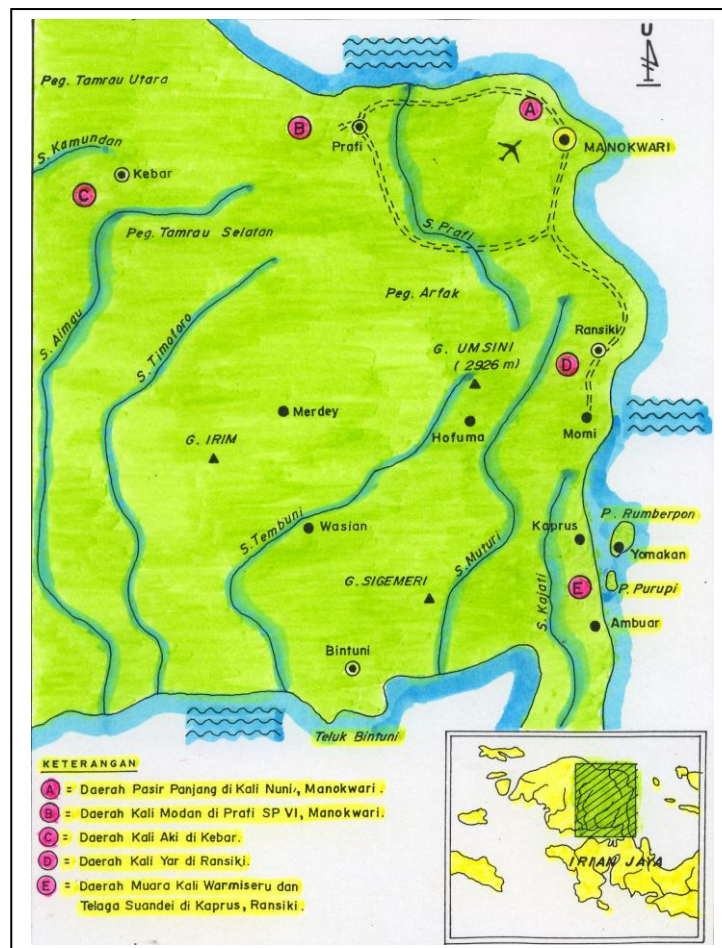 U
Peg. Tamrau Utara
B
Prafi
A
MANOKWARI
S. Kamundan
Kebar
C
Peg. Tamrau Selatan
S. Prafi
Peg. Arfak
S. Aimau
S. Timotoro
Ransiki
G. UMSINI
(2926 m)
D
Merdey
Hofuma
Momi
G. IRIM
S. Tembuni
Wasian
S. Muturi
Kaprus
P. Rumberpon
Yomakan
G. SIGEMERI
S. Kajati
E
P. Purupi
Ambuar
Bintuni
Teluk Bintuni
KETERANGAN
A = Daerah Pasir Panjang di Kali Nuni, Manokwari.
B = Daerah Kali Modan di Prafi SP VI, Manokwari.
C = Daerah Kali Aki di Kebar.
D = Daerah Kali Yar di Ransiki.
E = Daerah Muara Kali Warmiseru dan
Telaga Suandei di Kaprus, Ransiki.
IRIAN JAYA